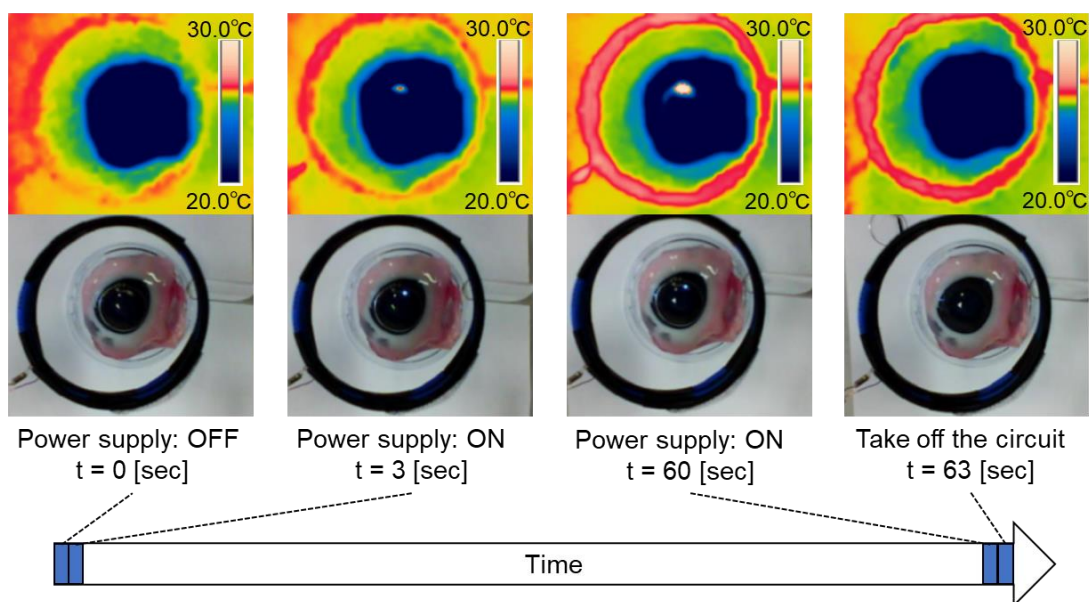 30.0℃
20.0℃
30.0℃
20.0℃
30.0℃
20.0℃
30.0℃
20.0℃
Power supply: OFF
t = 0 [sec]
Power supply: ON
t = 3 [sec]
Power supply: ON
t = 60 [sec]
Take off the circuit
t = 63 [sec]
Time